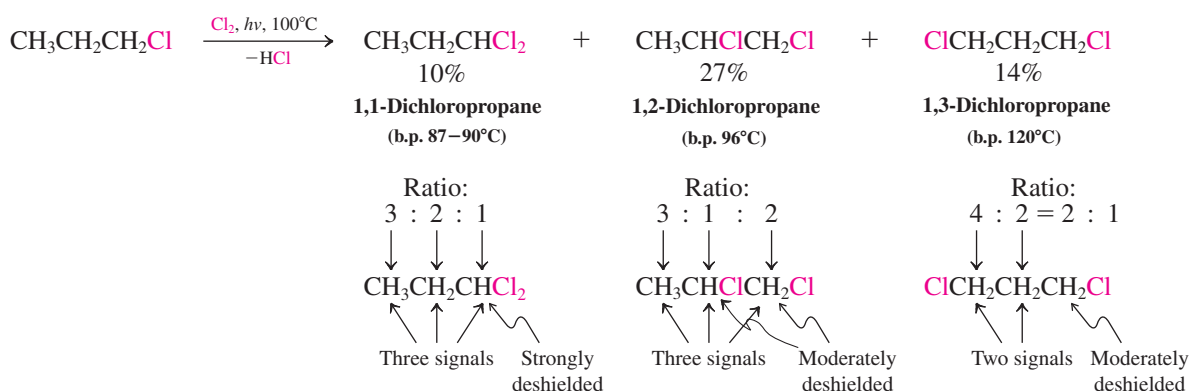 CH₃CH₂CH₂Cl Cl₂, hν, 100°C −HCl CH₃CH₂CHCl₂ + CH₃CHClCH₂Cl + ClCH₂CH₂CH₂Cl
10% 27% 14%
1,1-Dichloropropane 1,2-Dichloropropane 1,3-Dichloropropane
(b.p. 87−90°C) (b.p. 96°C) (b.p. 120°C)
Ratio: Ratio: Ratio:
3 : 2 : 1 3 : 1 : 2 4 : 2 = 2 : 1
CH₃CH₂CHCl₂ CH₃CHClCH₂Cl ClCH₂CH₂CH₂Cl
Three signals Strongly Three signals Moderately Two signals Moderately
deshielded deshielded deshielded